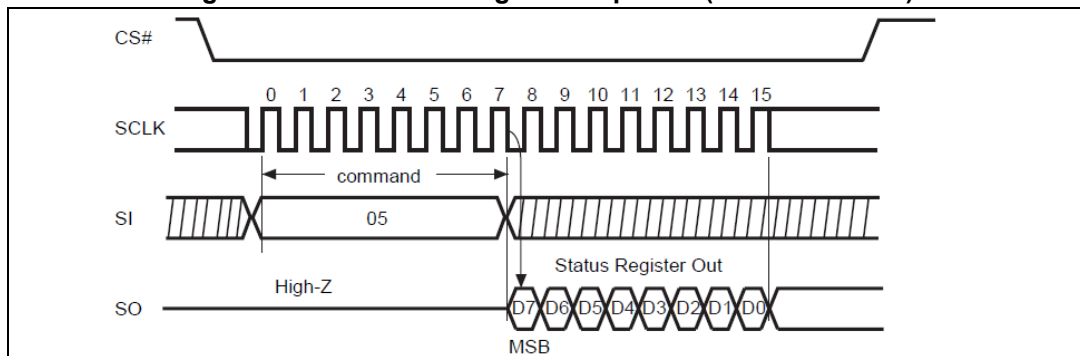 CS#
0 1 2 3 4 5 6 7 8 9 10 11 12 13 14 15
SCLK
command
SI
05
Status Register Out
High-Z
SO
D7 D6 D5 D4 D3 D2 D1 D0
MSB